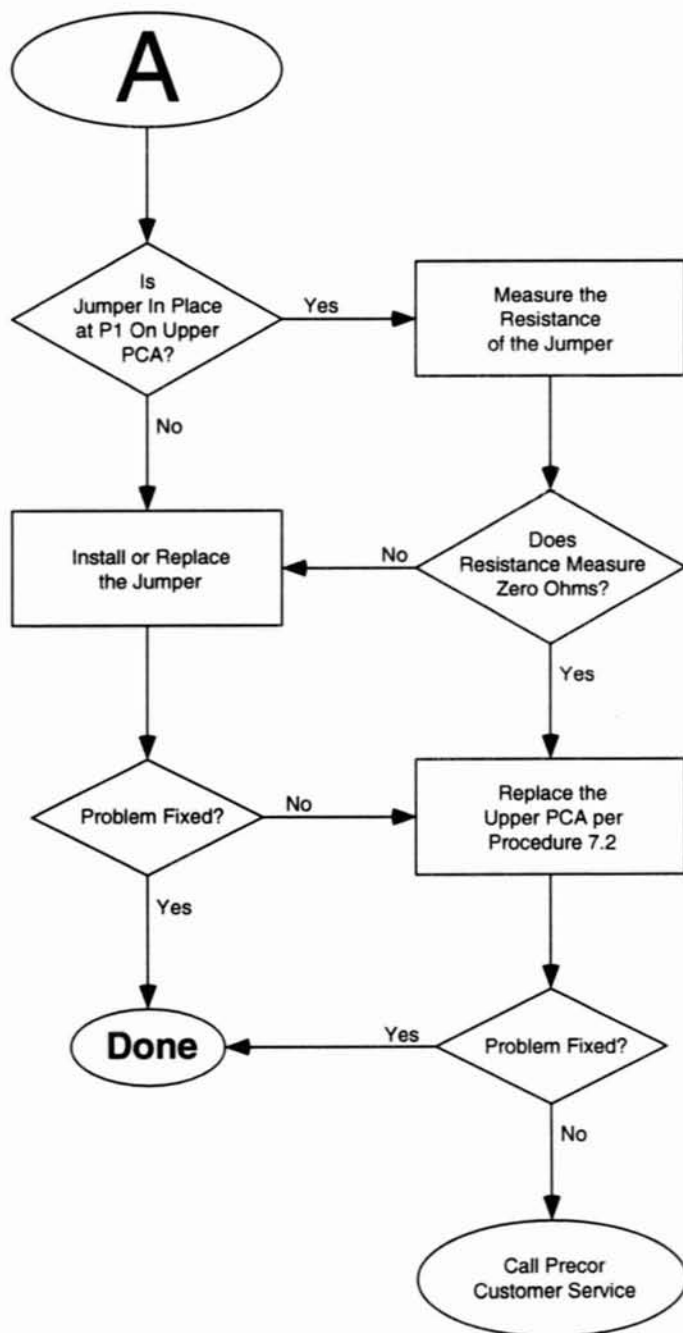 A
Is
Jumper In Place
at P1 On Upper
PCA?
Yes
Measure the
Resistance
of the Jumper
No
Install or Replace
the Jumper
No
Does
Resistance Measure
Zero Ohms?
Yes
Problem Fixed?
No
Replace the
Upper PCA per
Procedure 7.2
Yes
Done
Yes
Problem Fixed?
No
Call Precor
Customer Service